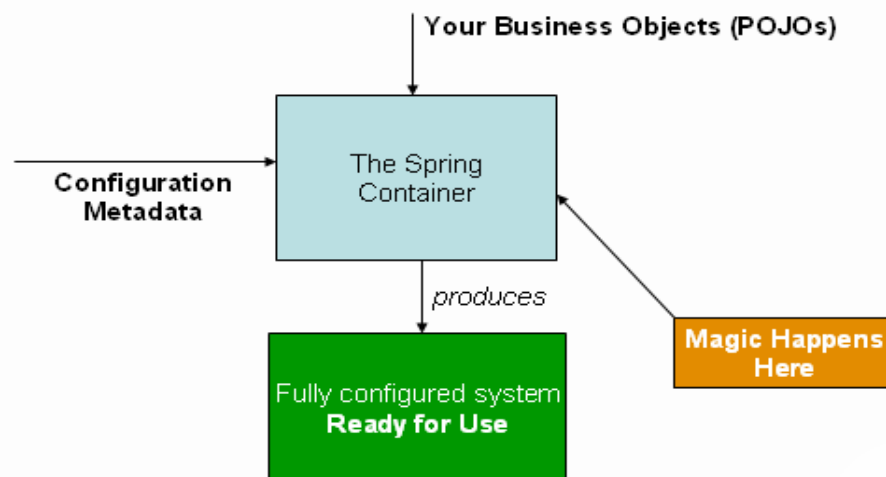 Your Business Objects (POJOs)
The Spring
Container
Configuration
Metadata
produces
Magic Happens
Here
Fully configured system
Ready for Use